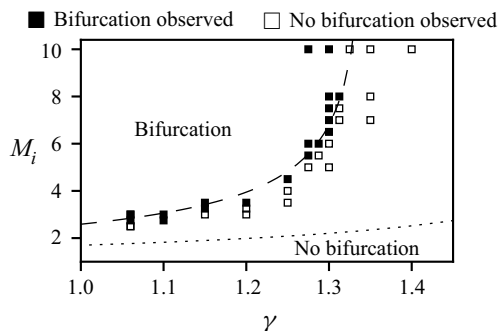 Bifurcation observed No bifurcation observed
10
8
Bifurcation
M_i
6
4
2
No bifurcation
1.0 1.1 1.2 1.3 1.4
γ